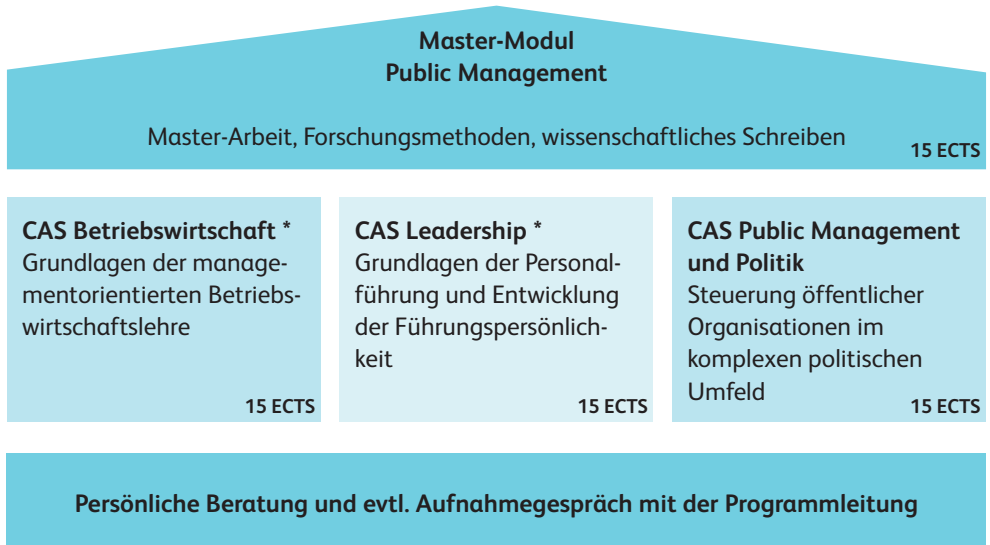 Master-Modul
Public Management
Master-Arbeit, Forschungsmethoden, wissenschaftliches Schreiben
15 ECTS
CAS Betriebswirtschaft *
Grundlagen der manage-
mentorientierten Betriebs-
wirtschaftslehre
15 ECTS
CAS Leadership *
Grundlagen der Personal-
führung und Entwicklung
der Führungspersönlich-
keit
15 ECTS
CAS Public Management
und Politik
Steuerung öffentlicher
Organisationen im
komplexen politischen
Umfeld
15 ECTS
Persönliche Beratung und evtl. Aufnahmegespräch mit der Programmleitung